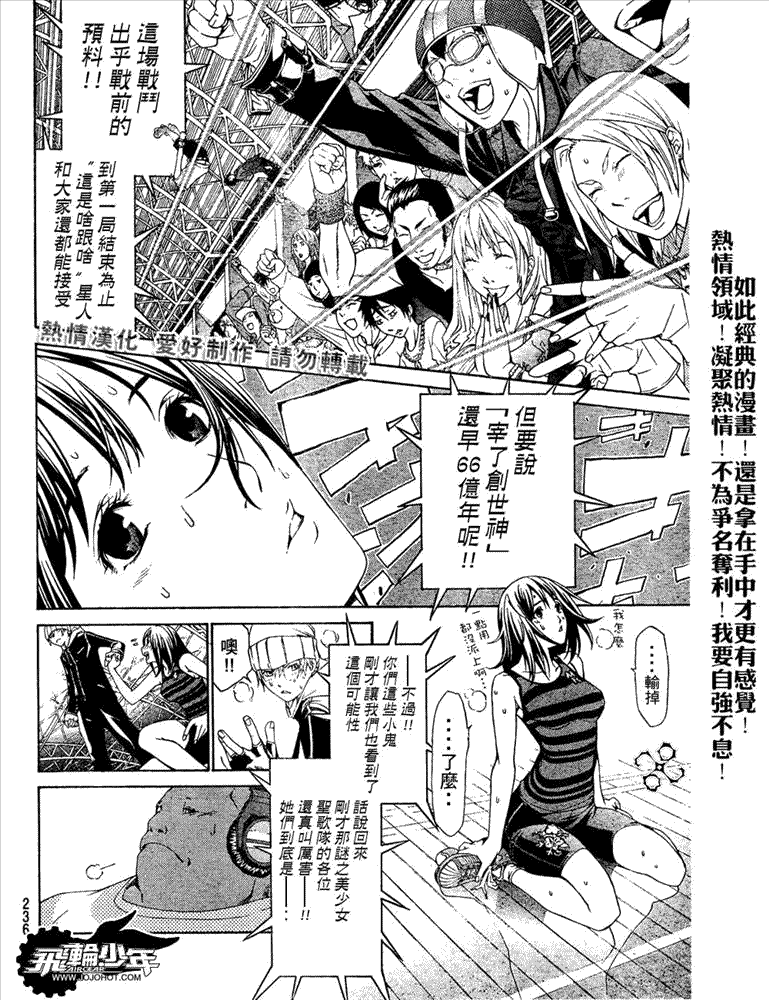 這場戰鬥
出乎戰前的
預料!!
到第一局結束為止
〝這是啥跟啥〞星人
和大家還都能接受
熱情漢化 愛好制作 請勿轉載
但要說
「宰了創世神」
還早66億年呢!!
‥‥輸掉
‥‥了麼‥
我怎麼
一點用
都沒派上啊‥
噢!!
——不過!!
你們這些小鬼
剛才讓我們也看到了
這個可能性
話說回來
剛才那謎之美少女
聖歌隊的各位
還真叫厲害——!!
她們到底是——‥
如此經典的漫畫!還是拿在手中才更有感覺!
熱情領域!凝聚熱情!不為爭名奪利!我要自強不息!
236
飛輪少年
AIRGEAR
WWW.JOJOHOT.COM